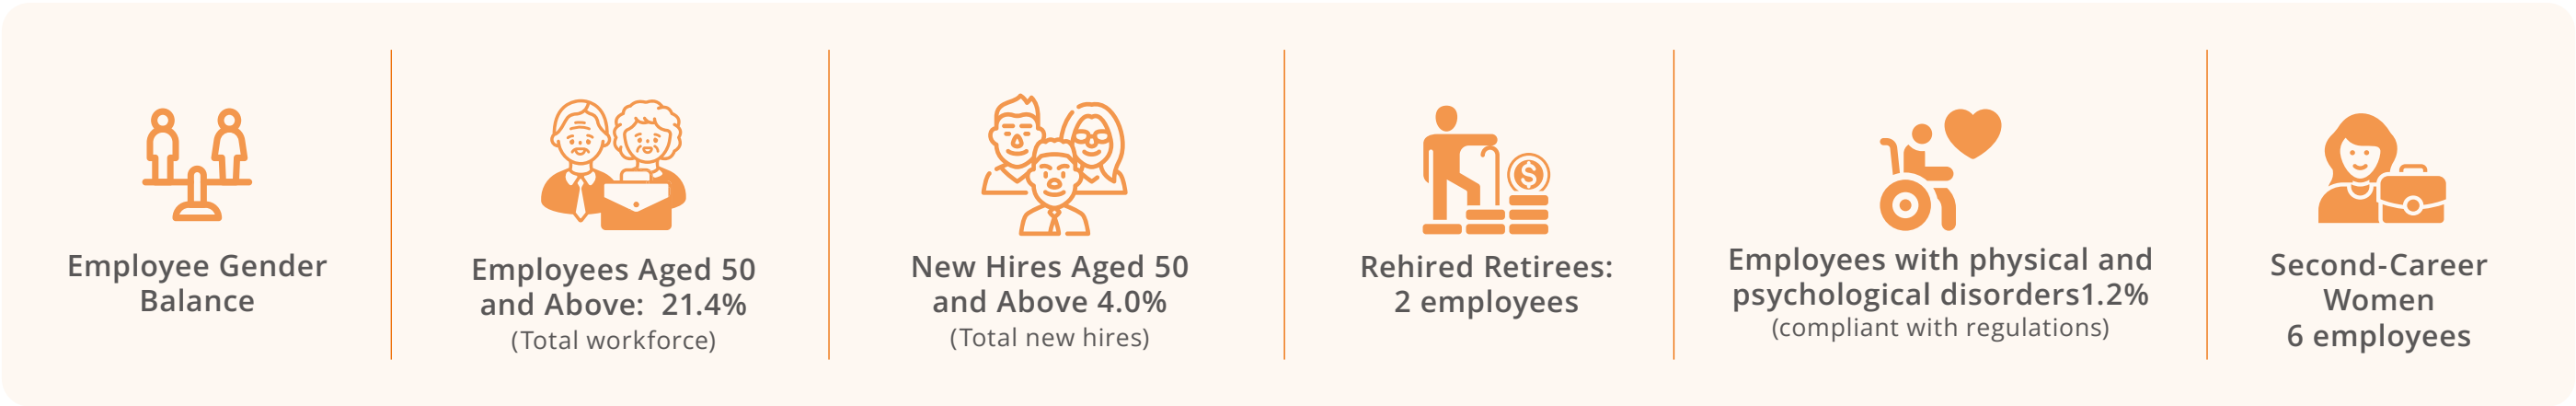 Employee Gender
Balance
Employees Aged 50
and Above:  21.4%
(Total workforce)
New Hires Aged 50
and Above 4.0%
(Total new hires)
Rehired Retirees:
2 employees
Employees with physical and
psychological disorders1.2%
(compliant with regulations)
Second-Career
Women
6 employees